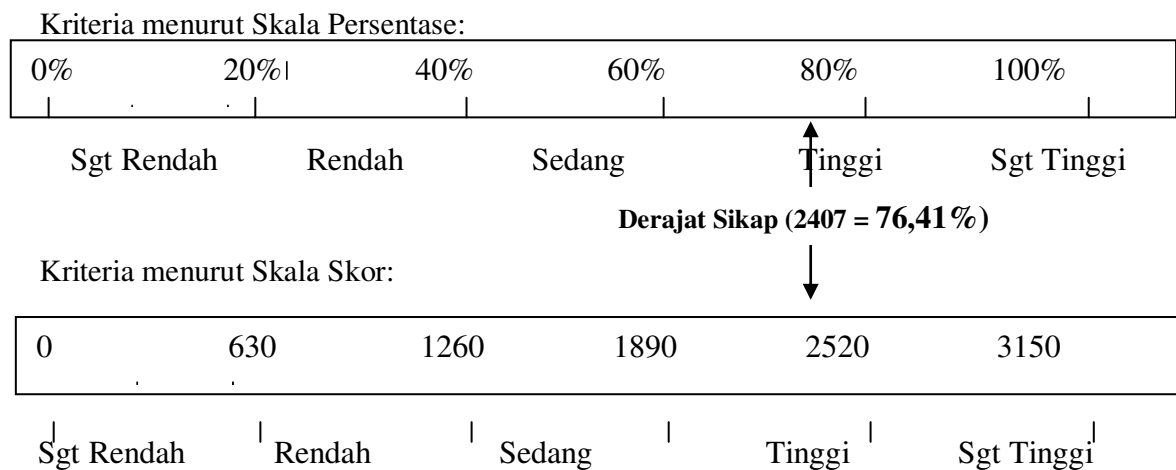 Kriteria menurut Skala Persentase:
0% 20% 40% 60% 80% 100%
Sgt Rendah Rendah Sedang Tinggi Sgt Tinggi
Derajat Sikap (2407 = 76,41%)
Kriteria menurut Skala Skor:
0 630 1260 1890 2520 3150
Sgt Rendah Rendah Sedang Tinggi Sgt Tinggi